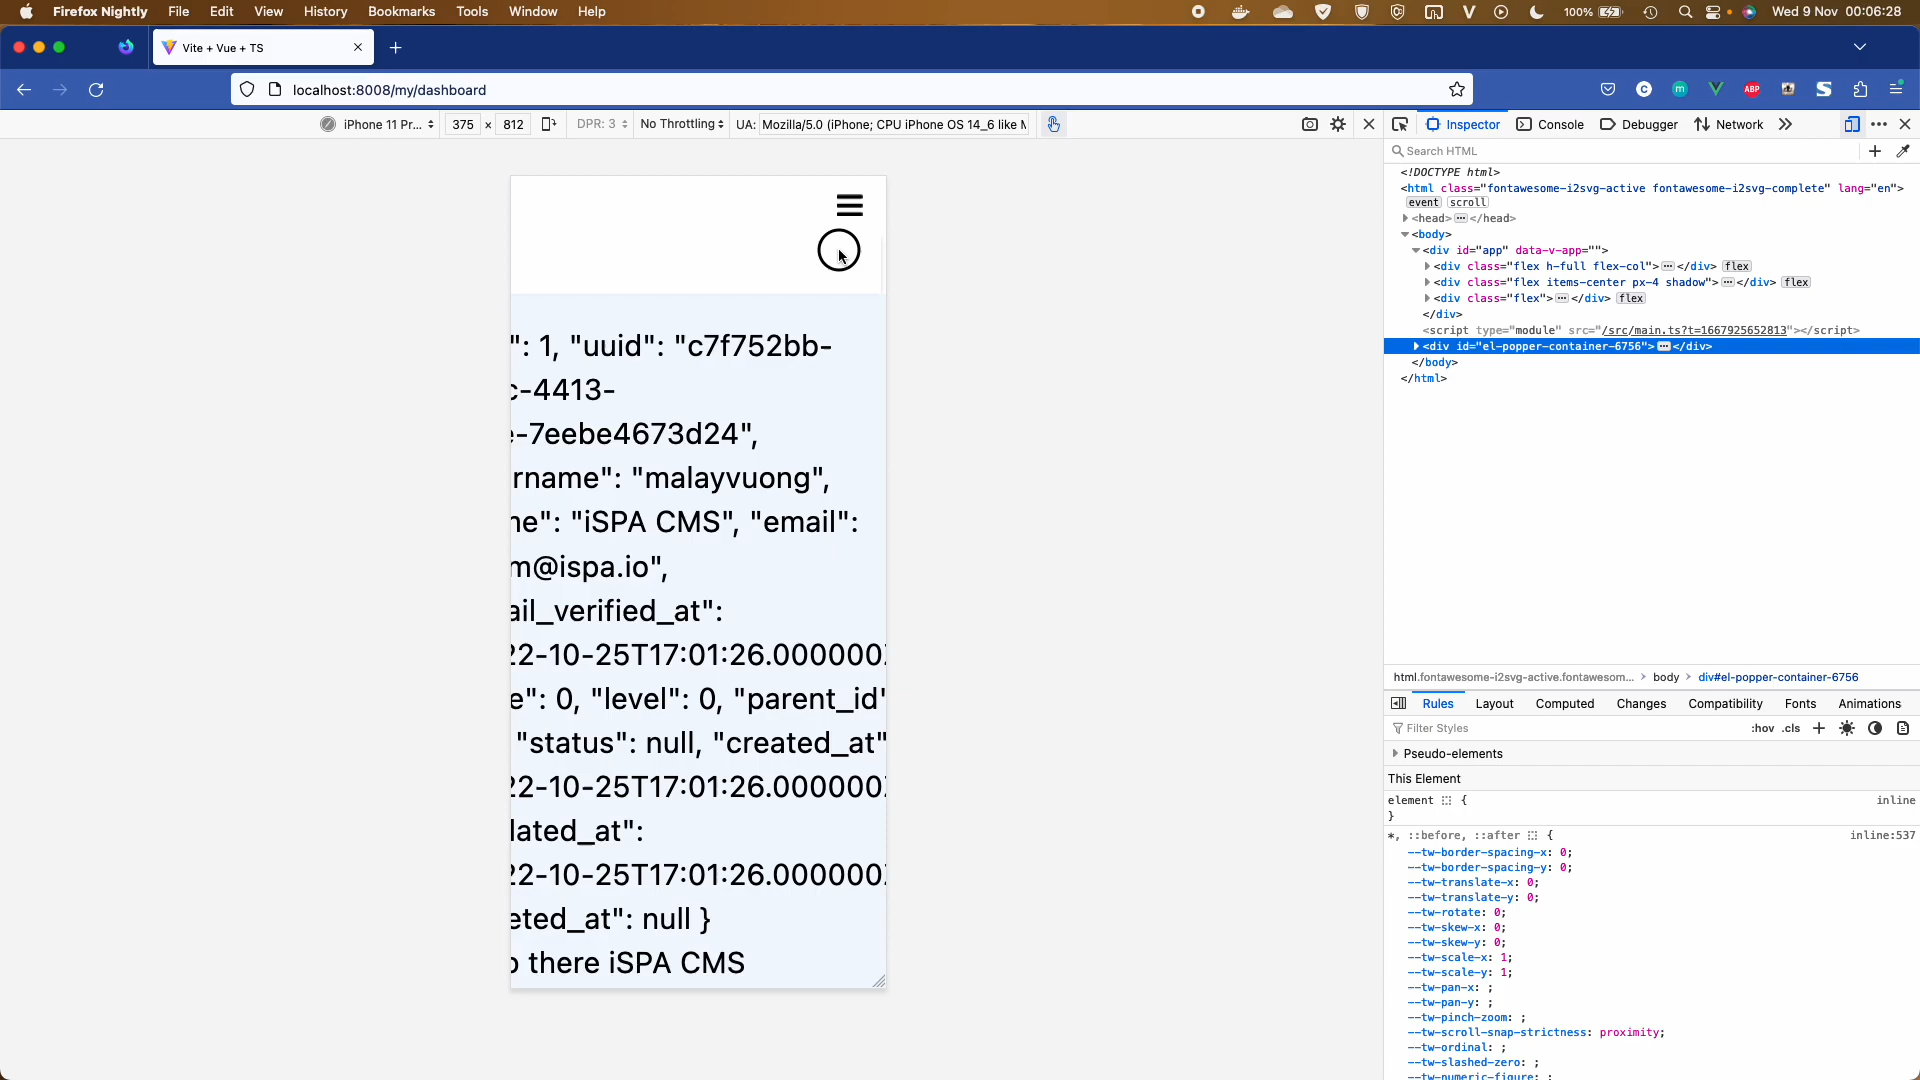 Firefox Nightly File Edit View History Bookmarks Tools Window Help 100% Wed 9 Nov 00:06:28
Vite + Vue + TS
localhost:8008/my/dashboard
iPhone 11 Pr... 375 × 812 DPR: 3 No Throttling UA: Mozilla/5.0 (iPhone; CPU iPhone OS 14_6 like
Inspector Console Debugger Network
Search HTML
<!DOCTYPE html>
<html class="fontawesome-i2svg-active fontawesome-i2svg-complete" lang="en">
event scroll
<head> </head>
<body>
<div id="app" data-v-app="">
<div class="flex h-full flex-col"> </div> flex
<div class="flex items-center px-4 shadow"> </div> flex
<div class="flex"> </div> flex
</div>
<script type="module" src="/src/main.ts?t=1667925652813"></script>
<div id="el-popper-container-6756"> </div>
</body>
</html>
": 1, "uuid": "c7f752bb-
-4413-
-7eebe4673d24",
rname": "malayvuong",
ne": "iSPA CMS", "email":
m@ispa.io",
ail_verified_at":
22-10-25T17:01:26.000000
e": 0, "level": 0, "parent_id"
"status": null, "created_at"
22-10-25T17:01:26.000000
lated_at":
22-10-25T17:01:26.000000
eted_at": null }
o there iSPA CMS
html.fontawesome-i2svg-active.fontawesom... > body > div#el-popper-container-6756
Rules Layout Computed Changes Compatibility Fonts Animations
Filter Styles :hov .cls
Pseudo-elements
This Element
element { inline
}
*, ::before, ::after { inline:537
--tw-border-spacing-x: 0;
--tw-border-spacing-y: 0;
--tw-translate-x: 0;
--tw-translate-y: 0;
--tw-rotate: 0;
--tw-skew-x: 0;
--tw-skew-y: 0;
--tw-scale-x: 1;
--tw-scale-y: 1;
--tw-pan-x: ;
--tw-pan-y: ;
--tw-pinch-zoom: ;
--tw-scroll-snap-strictness: proximity;
--tw-ordinal: ;
--tw-slashed-zero: ;
--tw-numeric-figure: ;